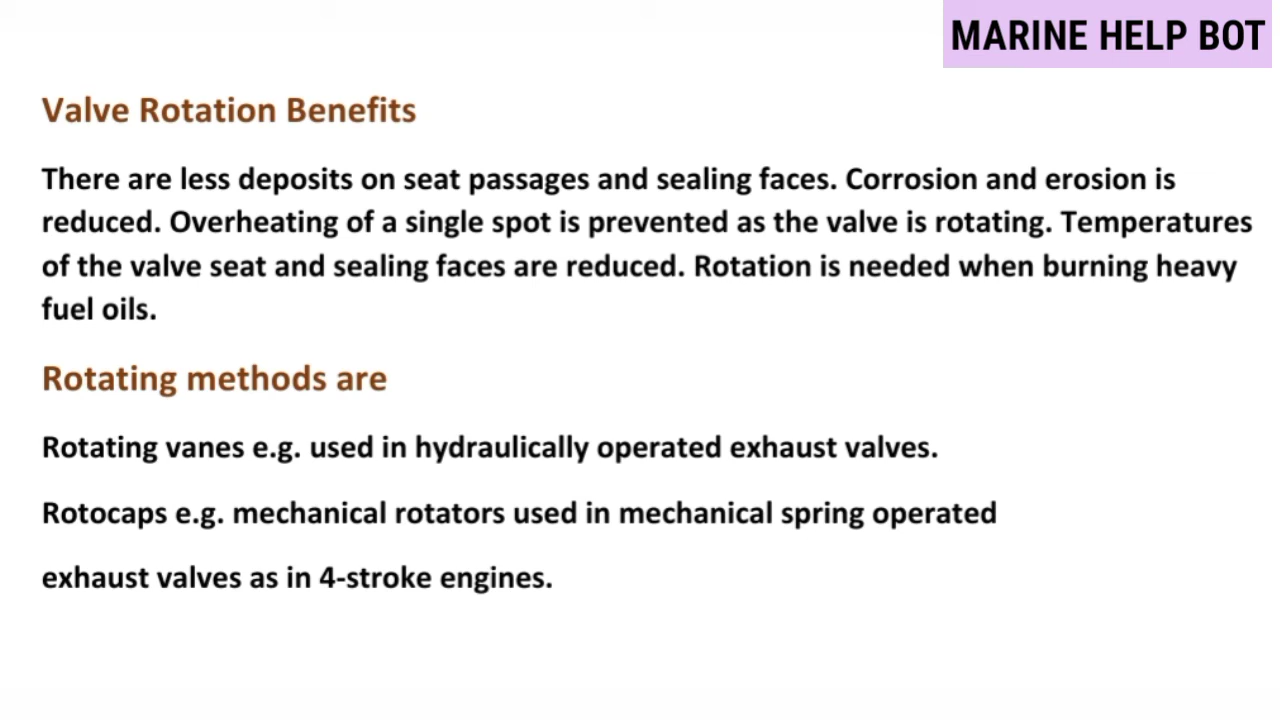 MARINE HELP BOT
Valve Rotation Benefits
There are less deposits on seat passages and sealing faces. Corrosion and erosion is
reduced. Overheating of a single spot is prevented as the valve is rotating. Temperatures
of the valve seat and sealing faces are reduced. Rotation is needed when burning heavy
fuel oils.
Rotating methods are
Rotating vanes e.g. used in hydraulically operated exhaust valves.
Rotocaps e.g. mechanical rotators used in mechanical spring operated
exhaust valves as in 4-stroke engines.